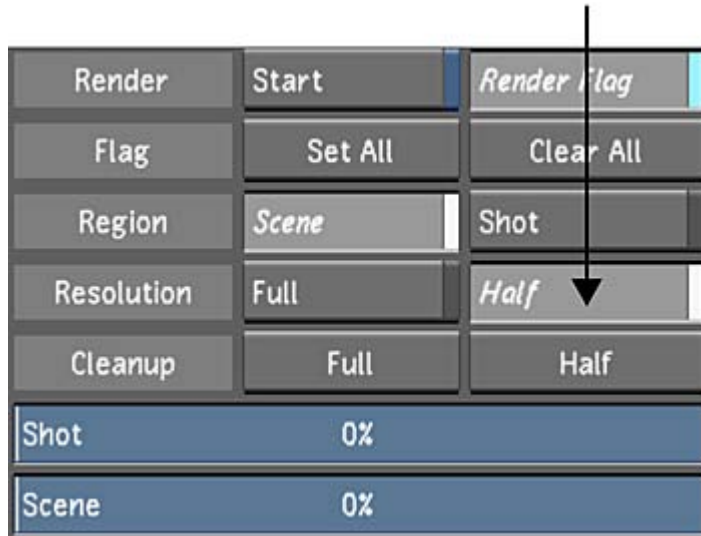 Render Start Render Flag
Flag Set All Clear All
Region Scene Shot
Resolution Full Half
Cleanup Full Half
Shot 0%
Scene 0%